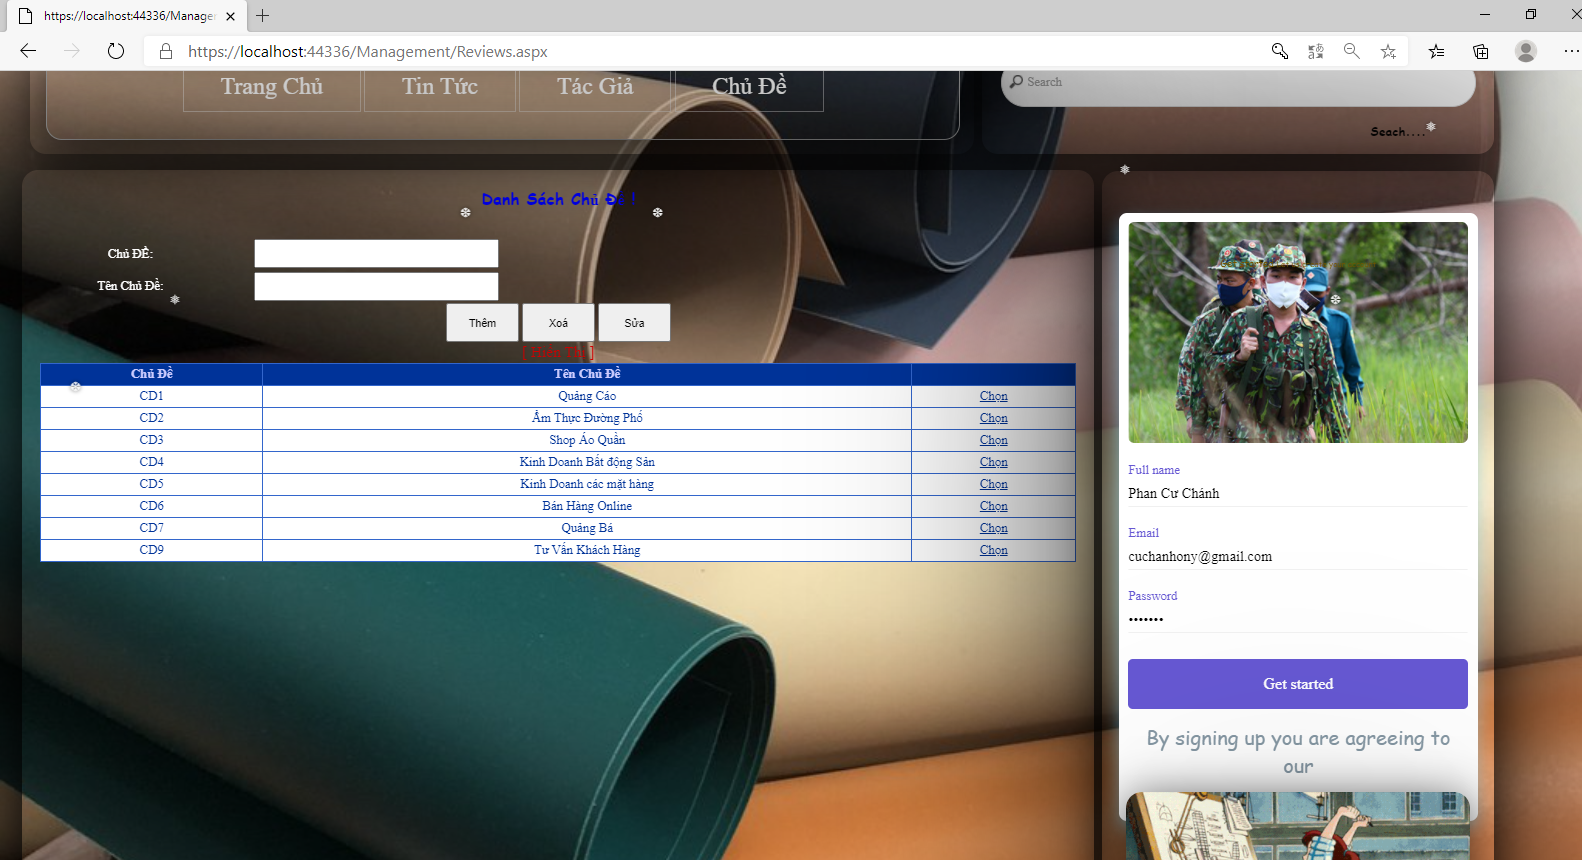 https://localhost:44336/Manage
https://localhost:44336/Management/Reviews.aspx
Trang Chủ Tin Tức Tác Giả Chủ Đề
Search
Seach....
Danh Sách Chủ Đề !
Chủ ĐỀ:
Tên Chủ Đề:
Thêm Xoá Sửa
Chủ Đề Tên Chủ Đề
CD1 Quảng Cáo Chọn
CD2 Ẩm Thực Đường Phố Chọn
CD3 Shop Áo Quần Chọn
CD4 Kinh Doanh Bất động Sản Chọn
CD5 Kinh Doanh các mặt hàng Chọn
CD6 Bán Hàng Online Chọn
CD7 Quảng Bá Chọn
CD9 Tư Vấn Khách Hàng Chọn
Full name
Phan Cư Chánh
Email
cuchanhony@gmail.com
Password
•••••••
Get started
By signing up you are agreeing to
our